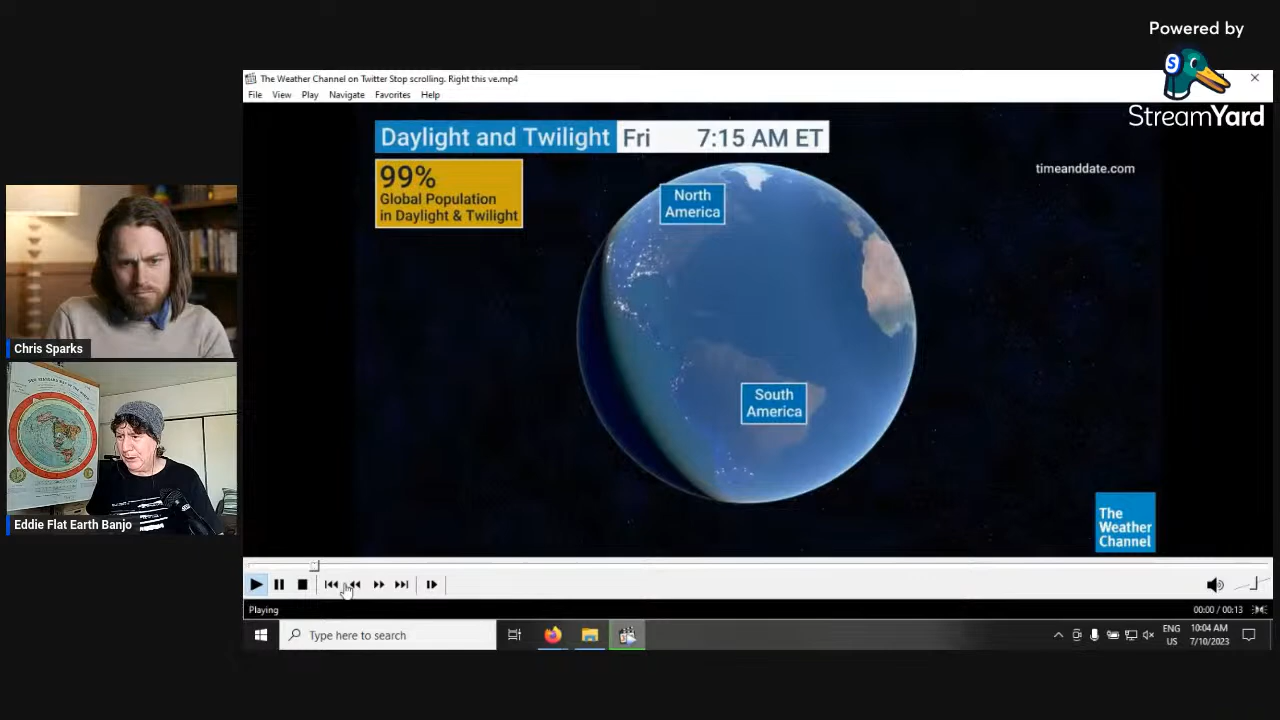 Powered by
StreamYard
The Weather Channel on Twitter Stop scrolling. Right this ve.mp4
File View Play Navigate Favorites Help
Daylight and Twilight Fri 7:15 AM ET
99%
Global Population
in Daylight & Twilight
timeanddate.com
North
America
South
America
The
Weather
Channel
Chris Sparks
Eddie Flat Earth Banjo
Playing
00:00 / 00:13
Type here to search
ENG
US
10:04 AM
7/10/2023